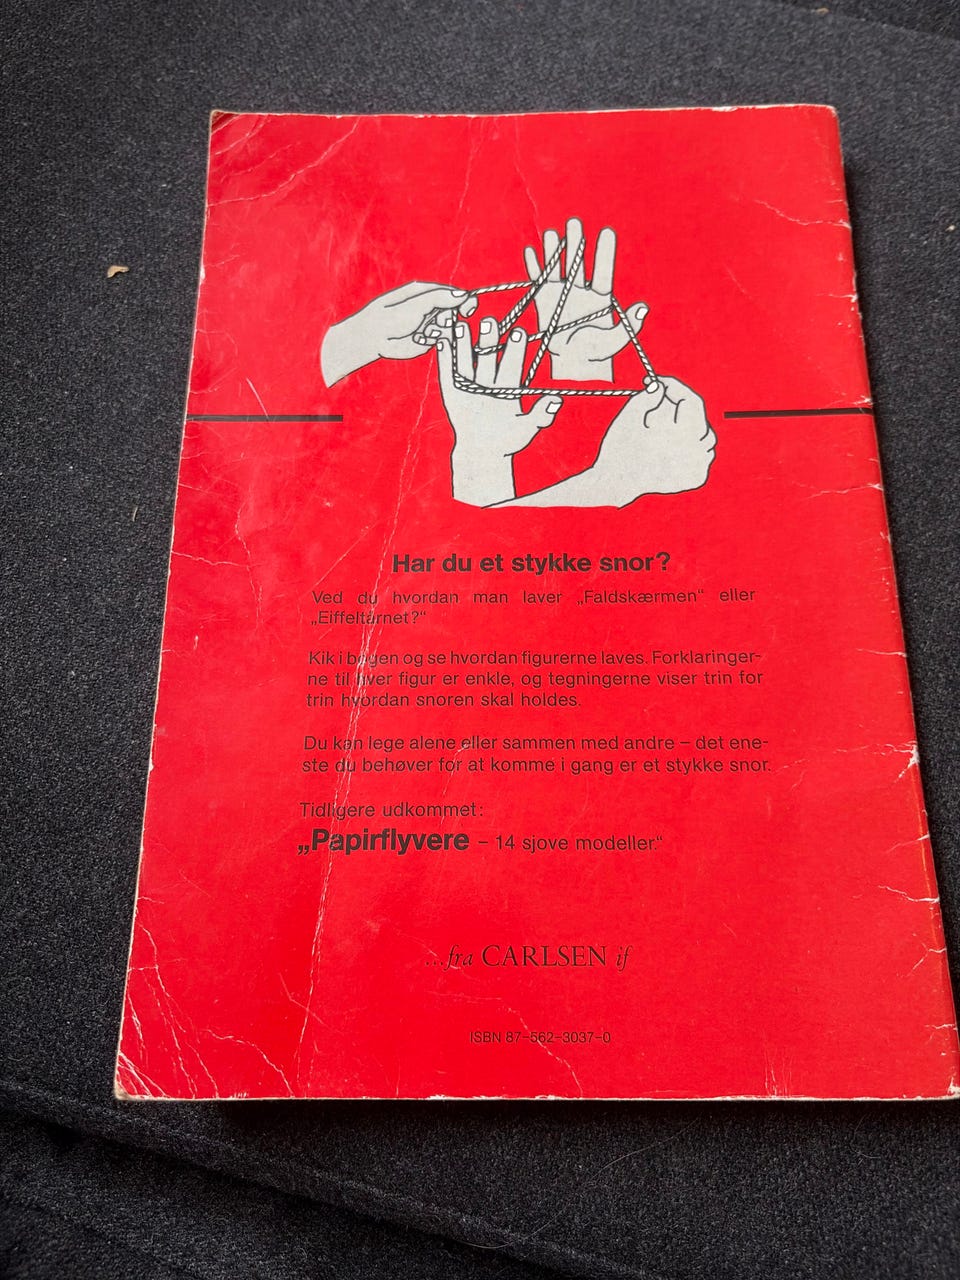 Har du et stykke snor?
Ved du hvordan man laver „Faldskærmen“ eller
„Eiffeltårnet?“
Kik i bogen og se hvordan figurerne laves. Forklaringer-
ne til hver figur er enkle, og tegningerne viser trin for
trin hvordan snoren skal holdes.
Du kan lege alene eller sammen med andre – det ene-
ste du behøver for at komme i gang er et stykke snor.
Tidligere udkommet:
„Papirflyvere – 14 sjove modeller.“
...fra CARLSEN if
ISBN 87-562-3037-0